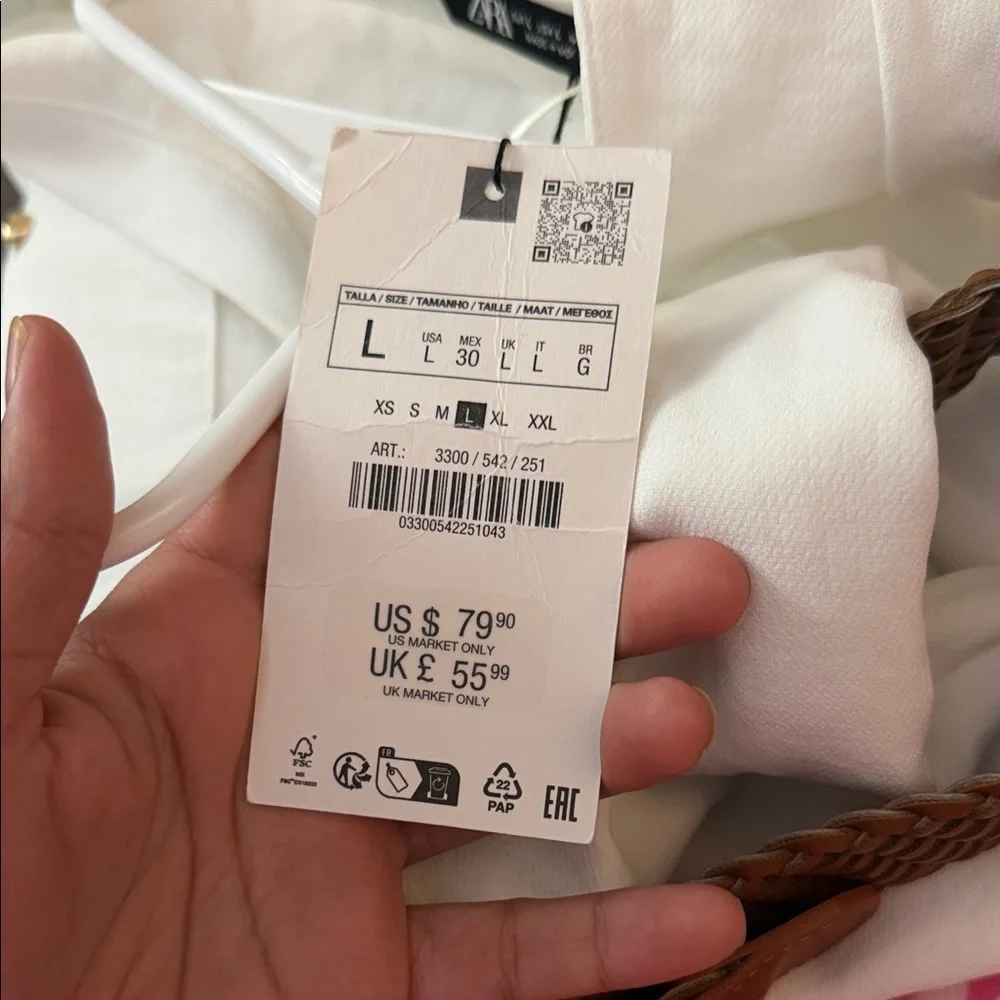 ZARA
TALLA / SIZE / TAMANHO / TAILLE / MAAT / ΜΕΓΕΘΟΣ
L USA L MEX 30 UK L IT L BR G
XS S M L XL XXL
ART.: 3300 / 542 / 251
03300542251043
US $ 79 90
US MARKET ONLY
UK £ 55 99
UK MARKET ONLY
FSC
MIX
FR
22
PAP
EAC